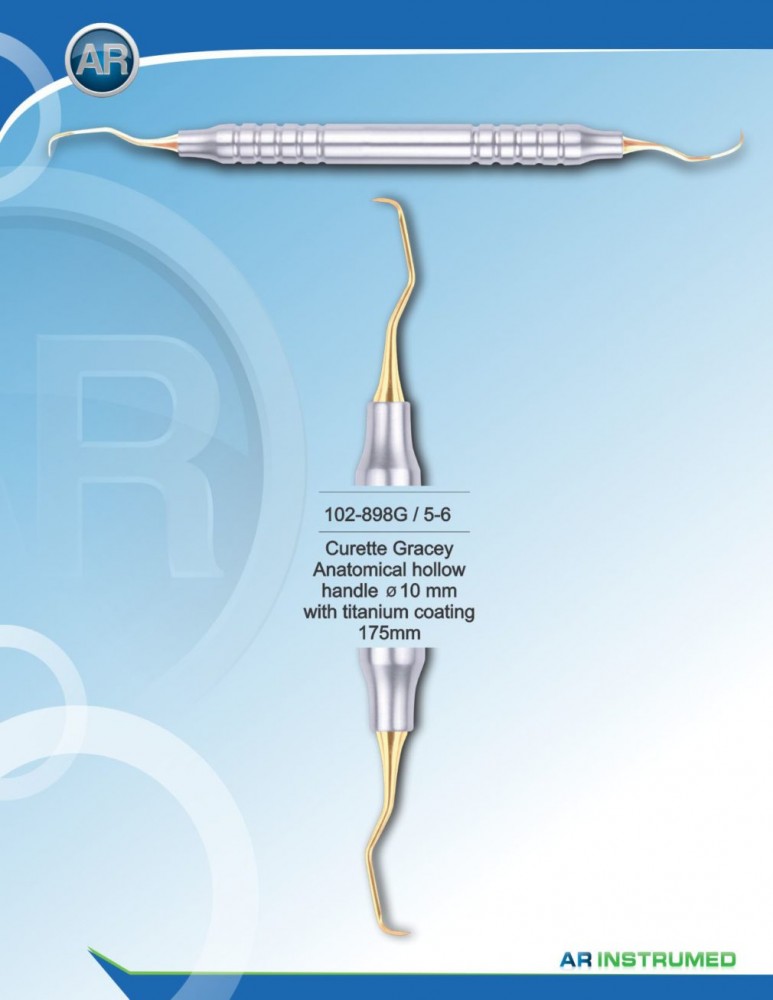 AR
R
102-898G / 5-6
Curette Gracey
Anatomical hollow
handle ø10 mm
with titanium coating
175mm
AR INSTRUMED